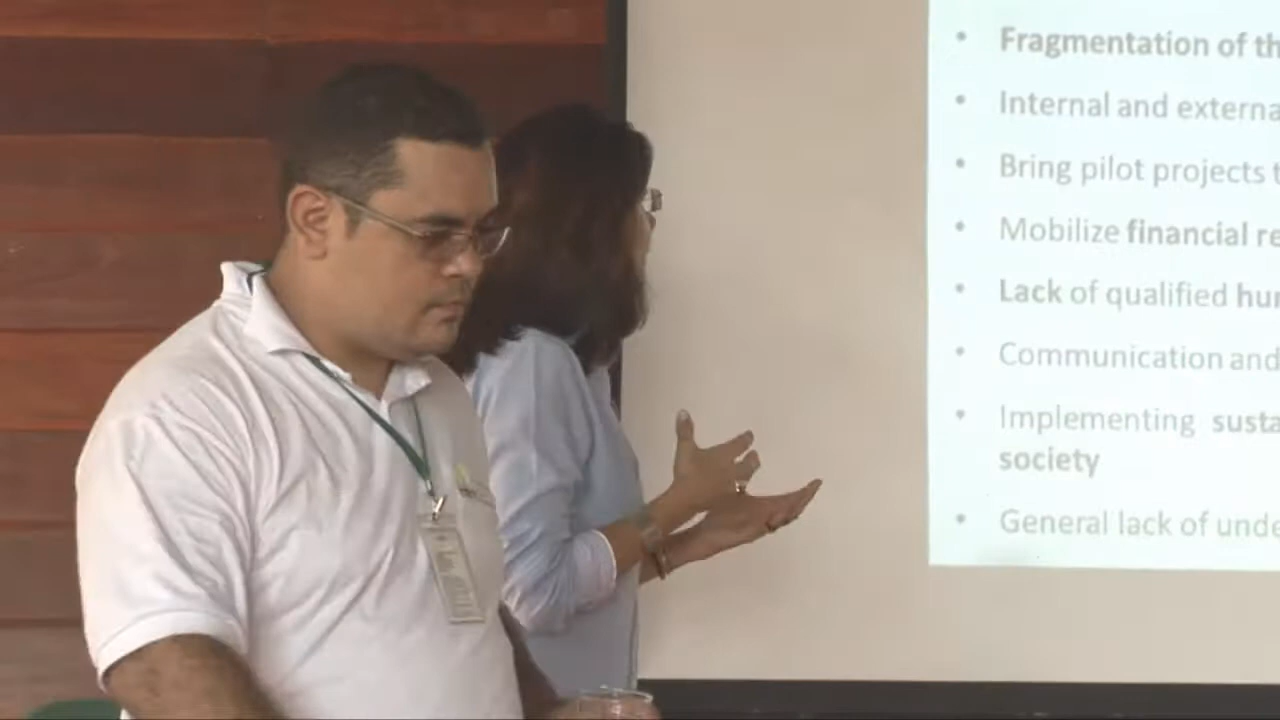 • Fragmentation of th
• Internal and externa
• Bring pilot projects t
• Mobilize financial re
• Lack of qualified hu
• Communication and
• Implementing susta
society
• General lack of unde